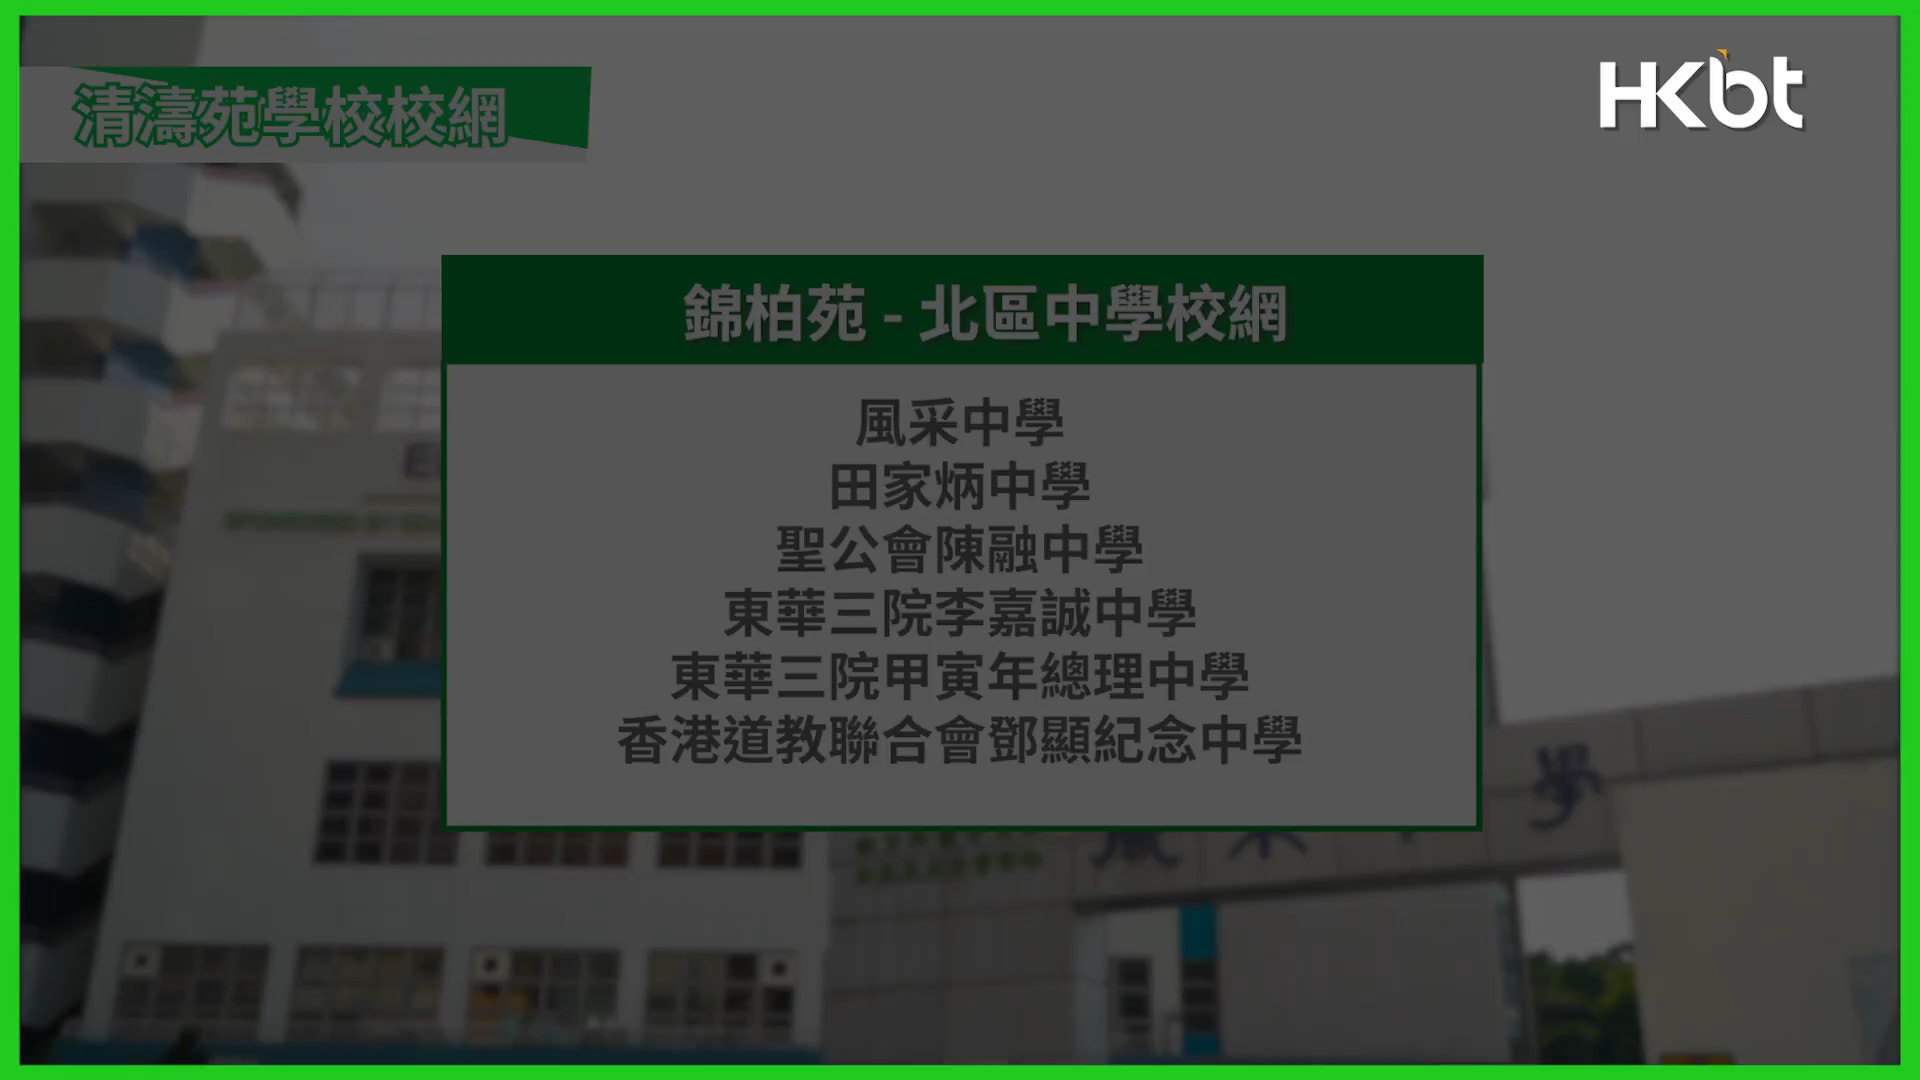 清濤苑學校校網
HKbt
錦柏苑 - 北區中學校網
風采中學
田家炳中學
聖公會陳融中學
東華三院李嘉誠中學
東華三院甲寅年總理中學
香港道教聯合會鄧顯紀念中學